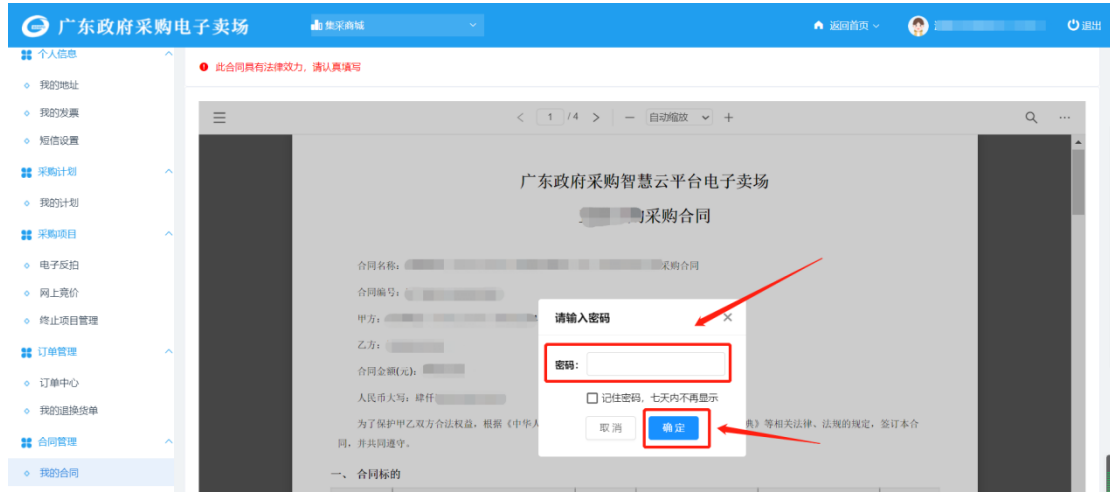 广东政府采购电子卖场
集采商城
返回首页
退出
个人信息
我的地址
我的发票
短信设置
采购计划
我的计划
采购项目
电子反拍
网上竞价
终止项目管理
订单管理
订单中心
我的退换货单
合同管理
我的合同
此合同具有法律效力，请认真填写
1 /4
自动缩放
广东政府采购智慧云平台电子卖场
采购合同
合同名称：
采购合同
合同编号：
甲方：
乙方：
合同金额(元)：
人民币大写：肆仟
为了保护甲乙双方合法权益，根据《中华人
典》等相关法律、法规的规定，签订本合
同，并共同遵守。
一、 合同标的
请输入密码
密码：
记住密码，七天内不再显示
取消
确定